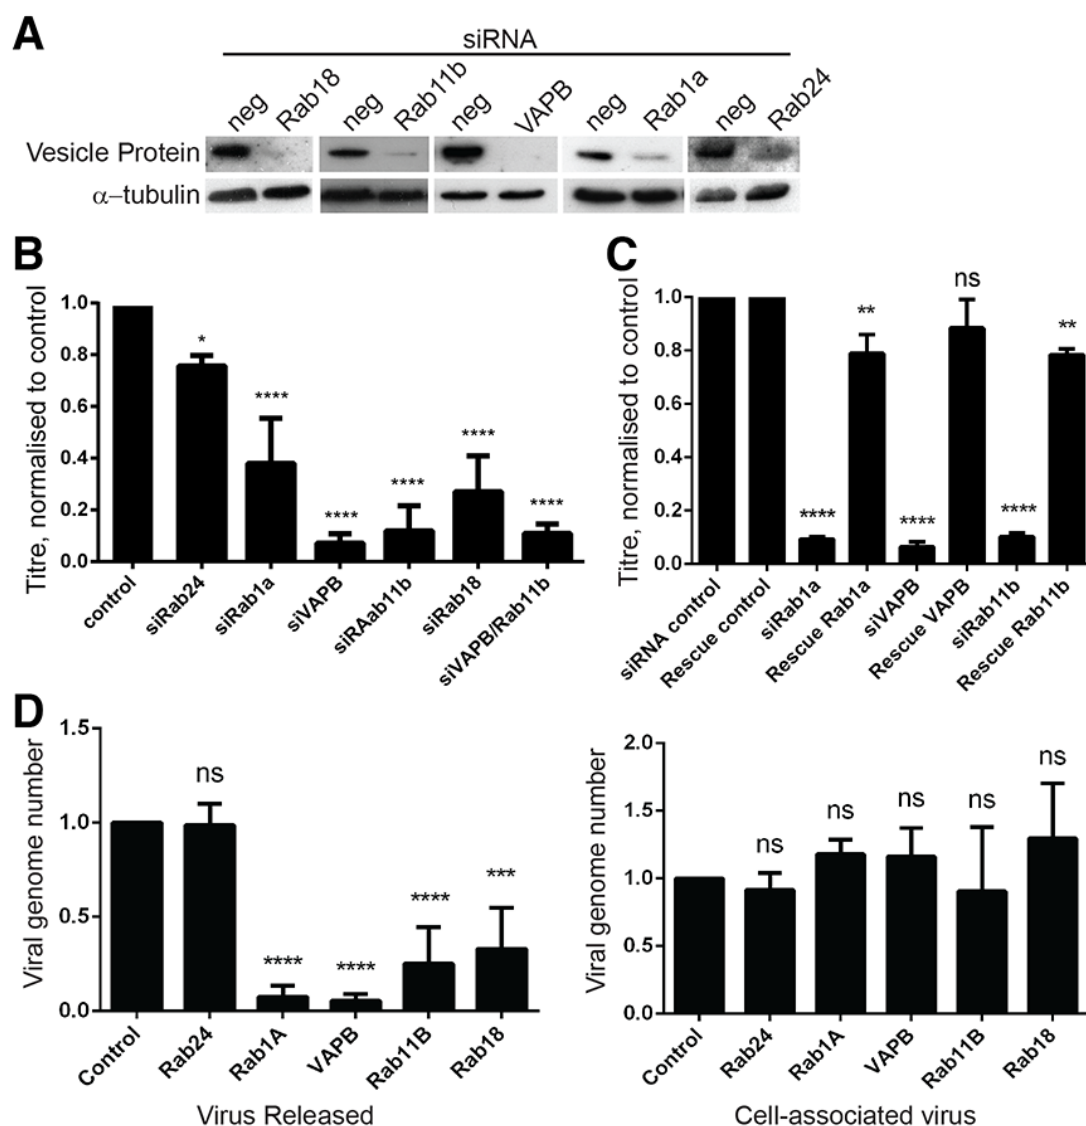 A
siRNA
neg Rab18 neg Rab11b neg VAPB neg Rab1a neg Rab24
Vesicle Protein
α–tubulin
B
Titre, normalised to control
1.0
0.8
0.6
0.4
0.2
0.0
* **** **** **** **** ****
control siRab24 siRab1a siVAPB siRAab11b siRab18 siVAPB/Rab11b
C
Titre, normalised to control
1.0
0.8
0.6
0.4
0.2
0.0
**** ** **** ns **** **
siRNA control Rescue control siRab1a Rescue Rab1a siVAPB Rescue VAPB siRab11b Rescue Rab11b
D
Viral genome number
1.5
1.0
0.5
0.0
ns **** **** **** ***
Control Rab24 Rab1A VAPB Rab11B Rab18
Virus Released
Viral genome number
2.0
1.5
1.0
0.5
0.0
ns ns ns ns ns
Control Rab24 Rab1A VAPB Rab11B Rab18
Cell-associated virus